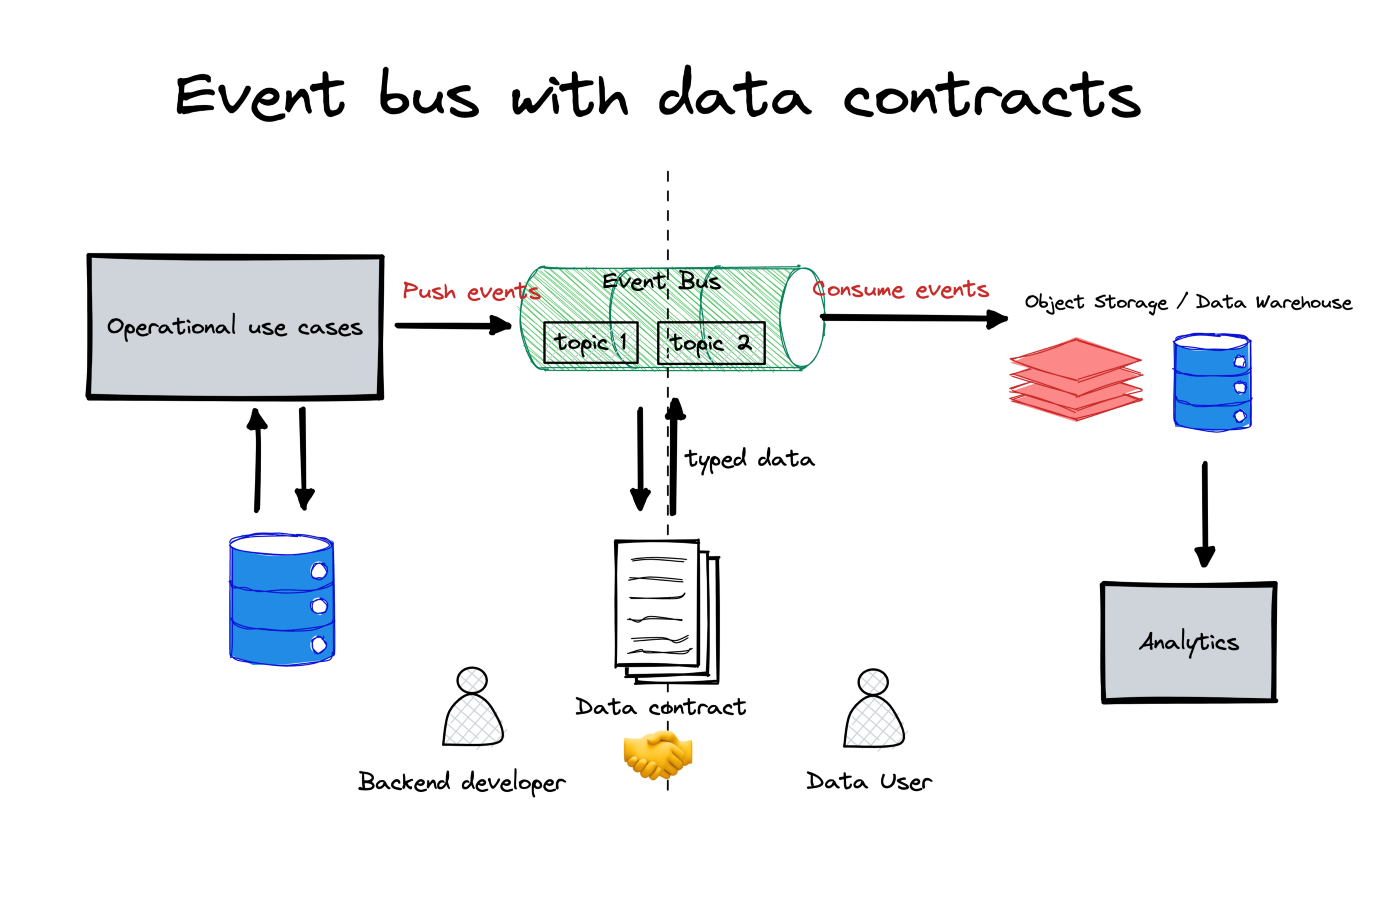 Event bus with data contracts
Operational use cases
Push events
Event Bus
topic 1
topic 2
Consume events
Object Storage / Data Warehouse
typed data
Analytics
Data contract
Backend developer
Data User